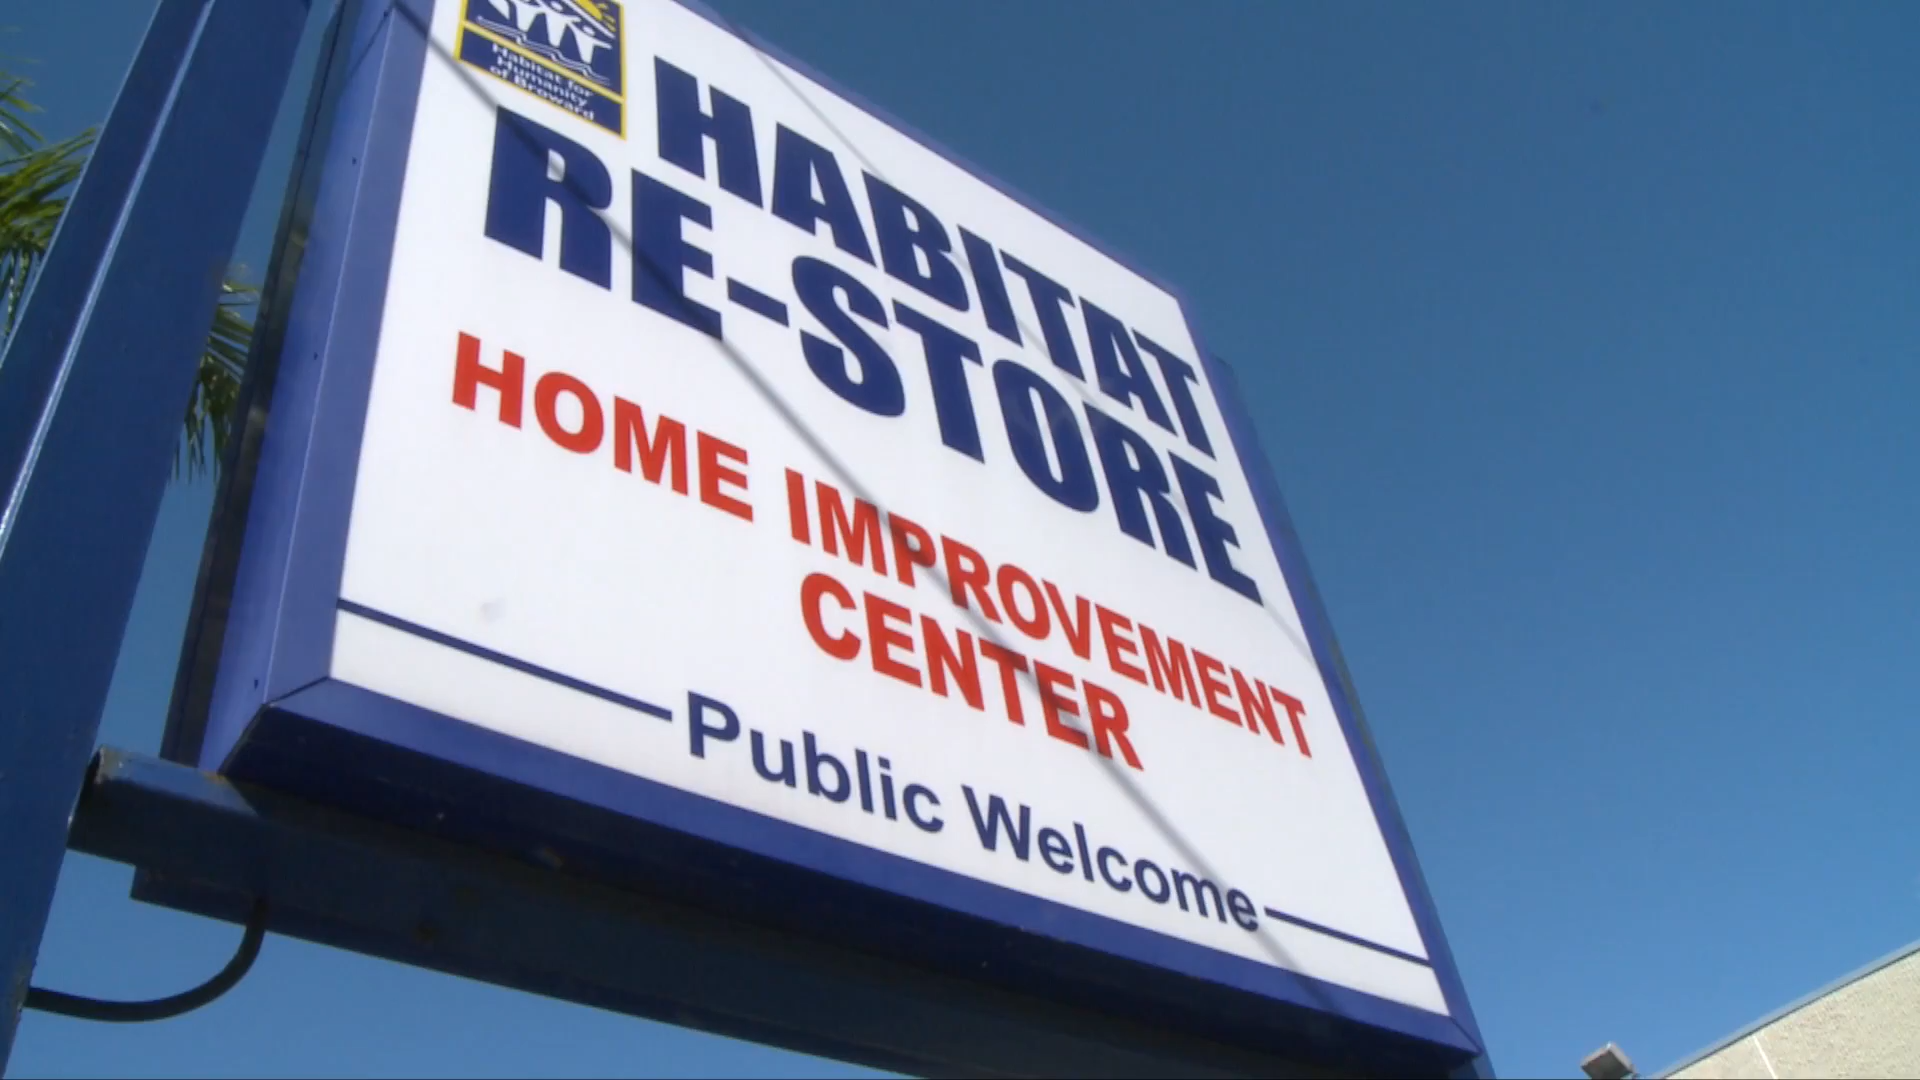 Habitat for
Humanity
of Broward
HABITAT
RE-STORE
HOME IMPROVEMENT
CENTER
Public Welcome